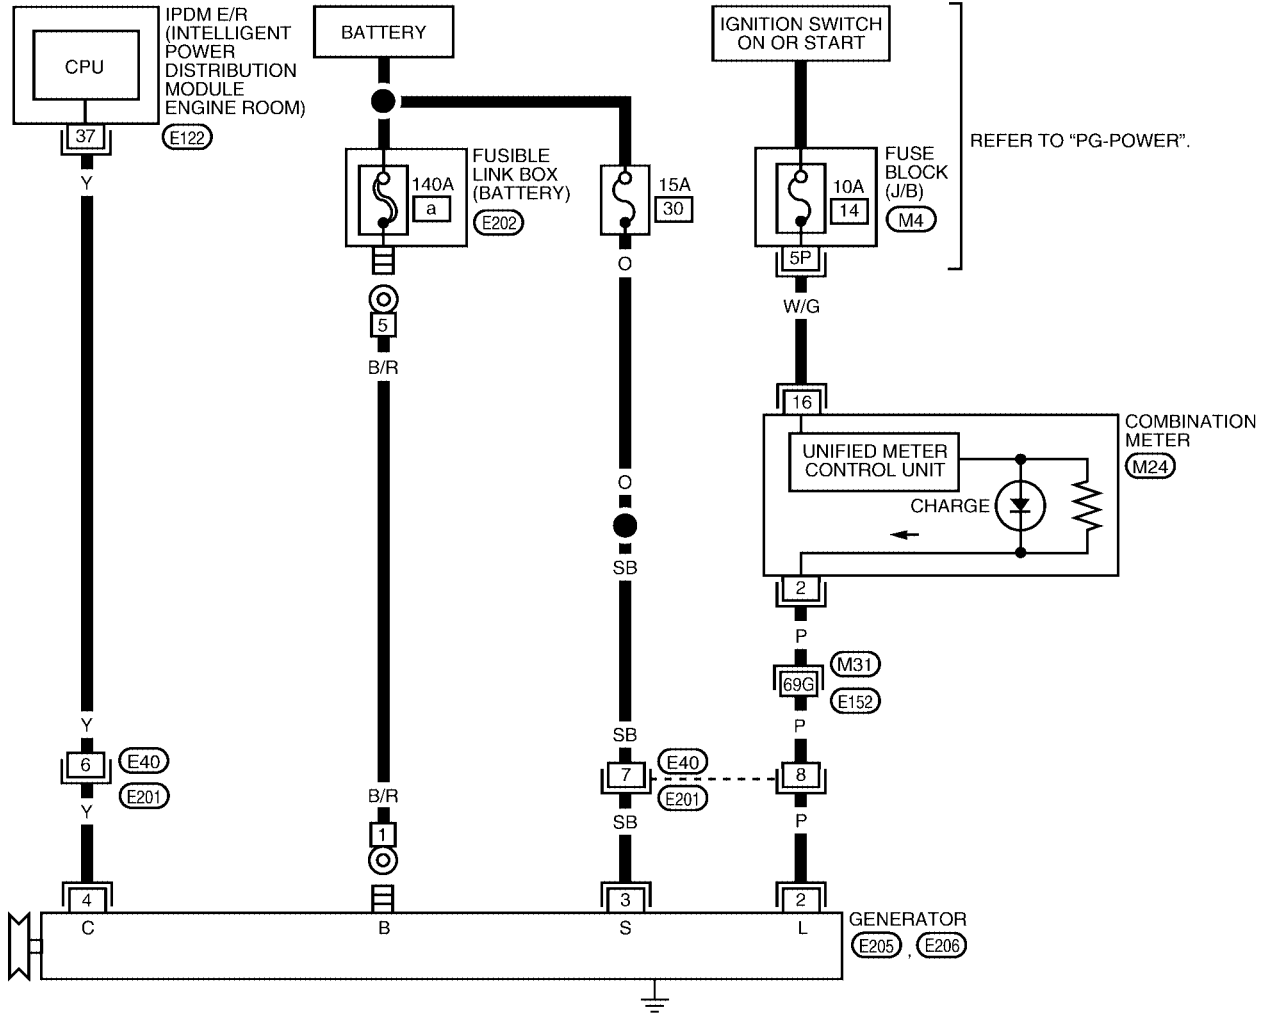 IPDM E/R
(INTELLIGENT
POWER
DISTRIBUTION
MODULE
ENGINE ROOM)
CPU
37
E122
Y
BATTERY
FUSIBLE
LINK BOX
(BATTERY)
140A
a
E202
15A
30
IGNITION SWITCH
ON OR START
FUSE
BLOCK
(J/B)
10A
14
M4
REFER TO “PG-POWER”.
5P
O
W/G
5
B/R
16
COMBINATION
METER
M24
UNIFIED METER
CONTROL UNIT
CHARGE
O
SB
2
P
M31
69G
E152
Y
SB
P
6
E40
E201
7
E40
E201
8
Y
B/R
SB
P
1
4
3
2
C
B
S
L
GENERATOR
E205 , E206